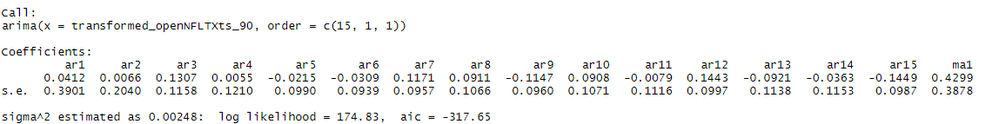 Call:
arima(x = transformed_openNFLTXts_90, order = c(15, 1, 1))
Coefficients:
ar1 ar2 ar3 ar4 ar5 ar6 ar7 ar8 ar9 ar10 ar11 ar12 ar13 ar14 ar15 ma1
0.0412 0.0066 0.1307 0.0055 -0.0215 -0.0309 0.1171 0.0911 -0.1147 0.0908 -0.0079 0.1443 -0.0921 -0.0363 -0.1449 0.4299
s.e. 0.3901 0.2040 0.1158 0.1210 0.0990 0.0939 0.0957 0.1066 0.0960 0.1071 0.1116 0.0997 0.1138 0.1153 0.0987 0.3878
sigma^2 estimated as 0.00248: log likelihood = 174.83, aic = -317.65